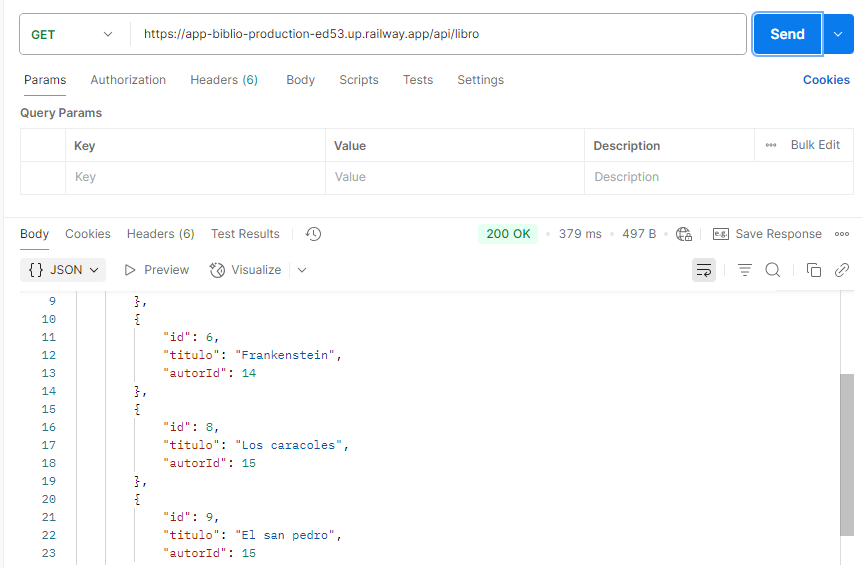 GET https://app-biblio-production-ed53.up.railway.app/api/libro Send
Params Authorization Headers (6) Body Scripts Tests Settings Cookies
Query Params
Key Value Description Bulk Edit
Key Value Description
Body Cookies Headers (6) Test Results 200 OK 379 ms 497 B e.g. Save Response
{} JSON Preview Visualize
9 },
10 {
11 "id": 6,
12 "titulo": "Frankenstein",
13 "autorId": 14
14 },
15 {
16 "id": 8,
17 "titulo": "Los caracoles",
18 "autorId": 15
19 },
20 {
21 "id": 9,
22 "titulo": "El san pedro",
23 "autorId": 15